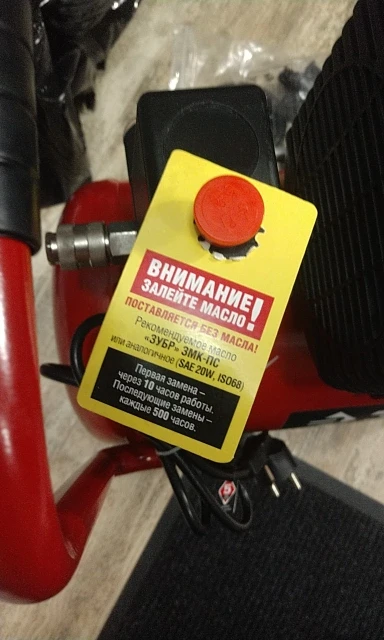 ВНИМАНИЕ!
ЗАЛЕЙТЕ МАСЛО
ПОСТАВЛЯЕТСЯ БЕЗ МАСЛА!
Рекомендуемое масло
«ЗУБР» ЗМК-ПС
или аналогичное (SAE 20W, ISO68)
Первая замена –
через 10 часов работы.
Последующие замены –
каждые 500 часов.
5